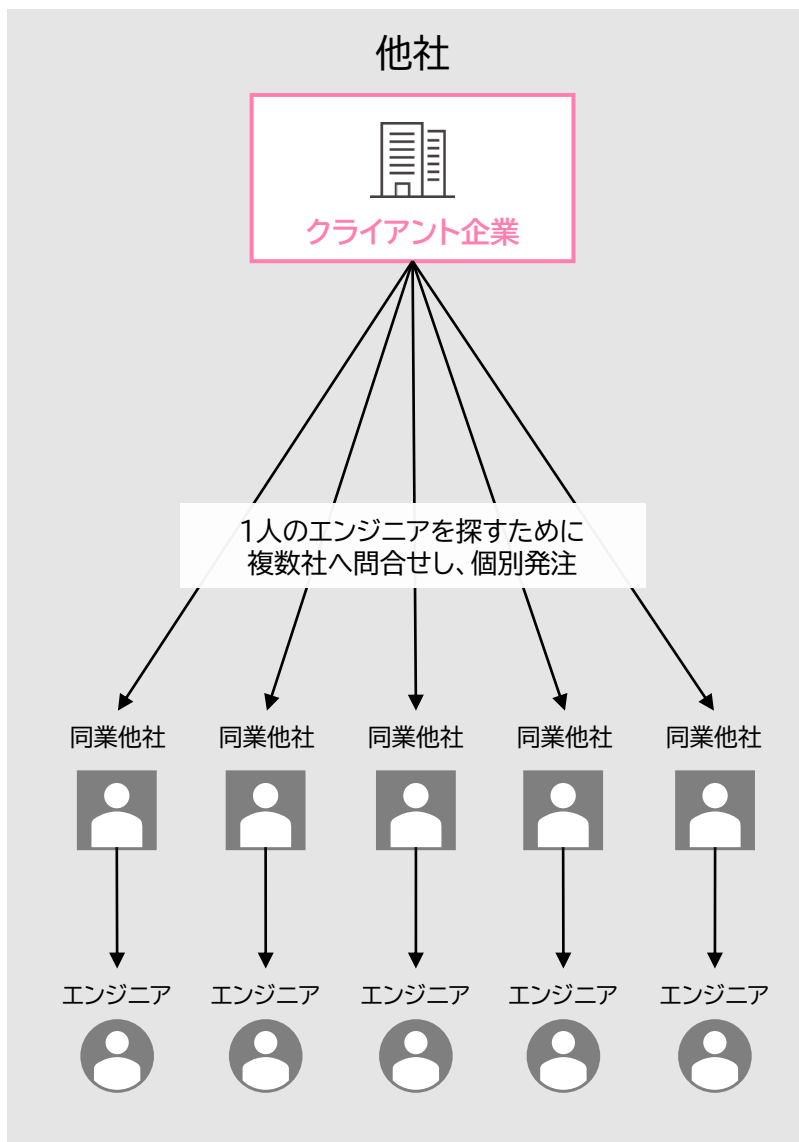 他社
クライアント企業
1人のエンジニアを探すために
複数社へ問合せし、個別発注
同業他社 同業他社 同業他社 同業他社 同業他社
エンジニア エンジニア エンジニア エンジニア エンジニア